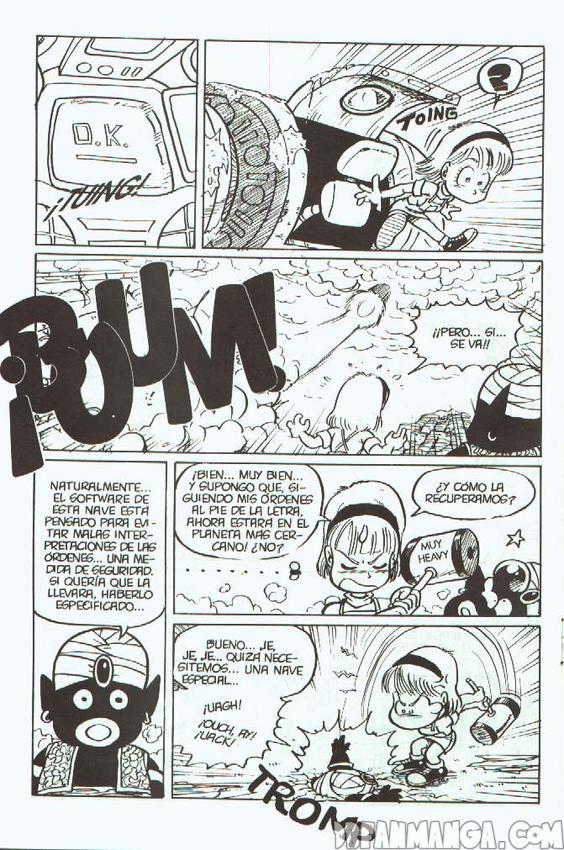 O.K.
¡TUING!
TOING
?
¡POUM!
¡¡PERO... SI...
SE VA!!
NATURALMENTE...
EL SOFTWARE DE
ESTA NAVE ESTÁ
PENSADO PARA EVI-
TAR MALAS INTER-
PRETACIONES DE LAS
ÓRDENES... UNA ME-
DIDA DE SEGURIDAD.
SI QUERÍA QUE LA
LLEVARA, HABERLO
ESPECIFICADO...
¡BIEN... MUY BIEN...
Y SUPONGO QUE, SI-
GUIENDO MIS ÓRDENES
AL PIE DE LA LETRA,
AHORA ESTARÁ EN EL
PLANETA MAS CER-
CANO! ¿NO?
¿Y CÓMO LA
RECUPERAMOS?
MUY
HEAVY
BUENO... JE,
JE, JE... QUIZÁ NECE-
SITEMOS... UNA NAVE
ESPECIAL...
¡UAGH!
¡OUCH, AY!
¡UACK!
TROMP
DBFANMANGA.COM